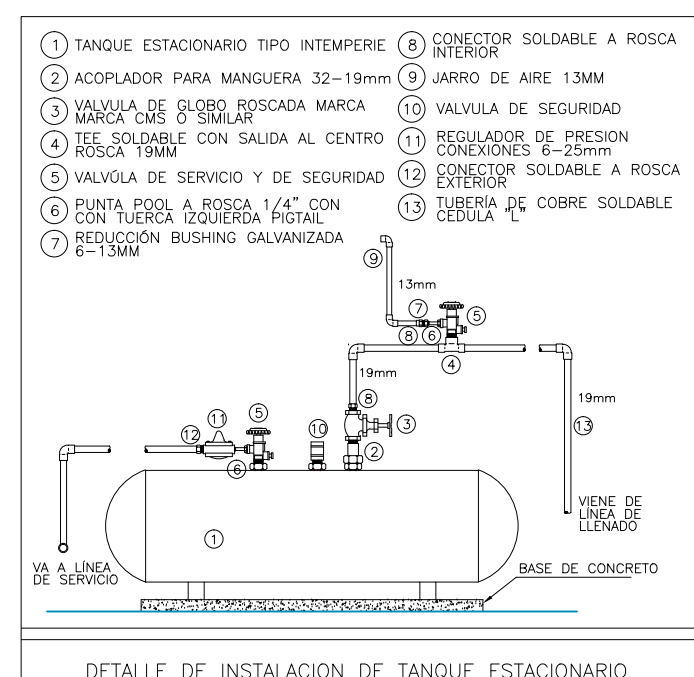 1 TANQUE ESTACIONARIO TIPO INTEMPERIE
2 ACOPLADOR PARA MANGUERA 32-19mm
3 VALVULA DE GLOBO ROSCADA MARCA
MARCA CMS O SIMILAR
4 TEE SOLDABLE CON SALIDA AL CENTRO
ROSCA 19MM
5 VALVÚLA DE SERVICIO Y DE SEGURIDAD
6 PUNTA POOL A ROSCA 1/4" CON
CON TUERCA IZQUIERDA PIGTAIL
7 REDUCCIÓN BUSHING GALVANIZADA
6-13MM
8 CONECTOR SOLDABLE A ROSCA
INTERIOR
9 JARRO DE AIRE 13MM
10 VALVULA DE SEGURIDAD
11 REGULADOR DE PRESION
CONEXIONES 6-25mm
12 CONECTOR SOLDABLE A ROSCA
EXTERIOR
13 TUBERÍA DE COBRE SOLDABLE
CEDULA "L"
9
13mm
7
5
8
6
4
19mm
8
19mm
13
5
11
12
10
3
2
6
1
VIENE DE
LÍNEA DE
LLENADO
VA A LÍNEA
DE SERVICIO
BASE DE CONCRETO
DETALLE DE INSTALACION DE TANQUE ESTACIONARIO